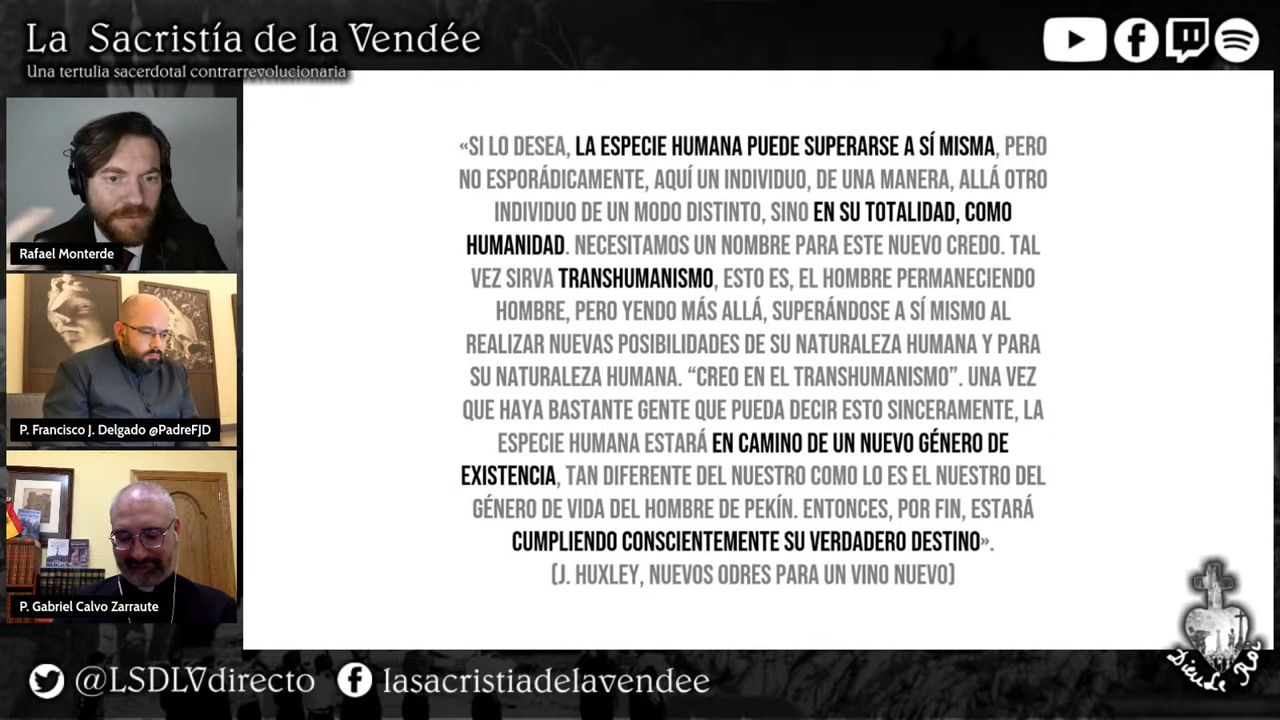 La Sacristía de la Vendée
Una tertulia sacerdotal contrarrevolucionaria
Rafael Monterde
P. Francisco J. Delgado @PadreFJD
P. Gabriel Calvo Zarraute
«SI LO DESEA, LA ESPECIE HUMANA PUEDE SUPERARSE A SÍ MISMA, PERO
NO ESPORÁDICAMENTE, AQUÍ UN INDIVIDUO, DE UNA MANERA, ALLÁ OTRO
INDIVIDUO DE UN MODO DISTINTO, SINO EN SU TOTALIDAD, COMO
HUMANIDAD. NECESITAMOS UN NOMBRE PARA ESTE NUEVO CREDO. TAL
VEZ SIRVA TRANSHUMANISMO, ESTO ES, EL HOMBRE PERMANECIENDO
HOMBRE, PERO YENDO MÁS ALLÁ, SUPERÁNDOSE A SÍ MISMO AL
REALIZAR NUEVAS POSIBILIDADES DE SU NATURALEZA HUMANA Y PARA
SU NATURALEZA HUMANA. “CREO EN EL TRANSHUMANISMO”. UNA VEZ
QUE HAYA BASTANTE GENTE QUE PUEDA DECIR ESTO SINCERAMENTE, LA
ESPECIE HUMANA ESTARÁ EN CAMINO DE UN NUEVO GÉNERO DE
EXISTENCIA, TAN DIFERENTE DEL NUESTRO COMO LO ES EL NUESTRO DEL
GÉNERO DE VIDA DEL HOMBRE DE PEKÍN. ENTONCES, POR FIN, ESTARÁ
CUMPLIENDO CONSCIENTEMENTE SU VERDADERO DESTINO».
(J. HUXLEY, NUEVOS ODRES PARA UN VINO NUEVO)
Dieu Le Roi
@LSDLVdirecto
lasacristiadelavendee